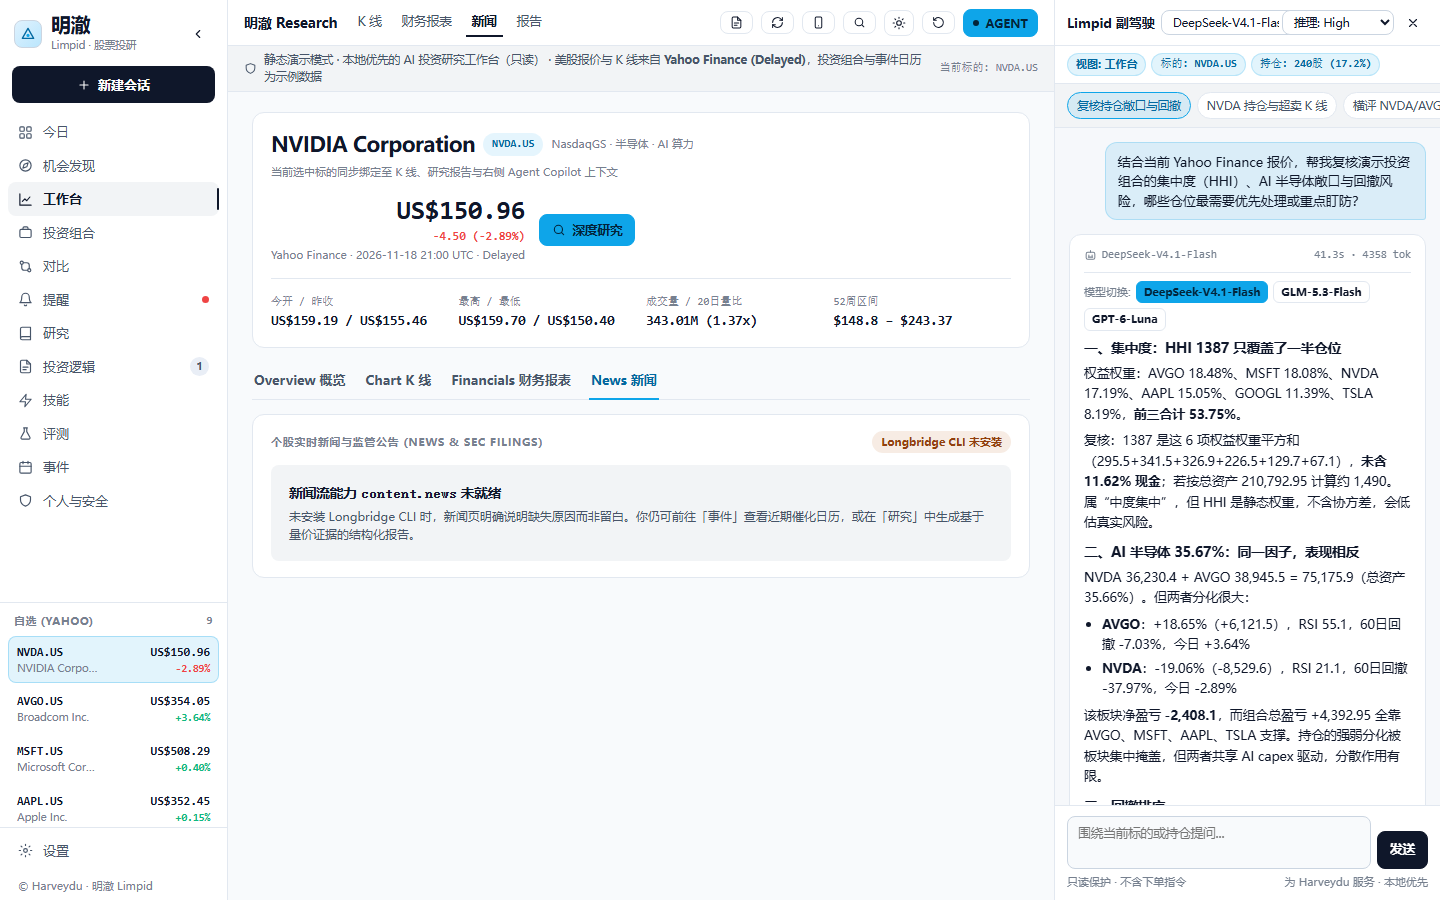 明澈
Limpid · 股票投研
新建会话
今日
机会发现
工作台
投资组合
对比
提醒
研究
投资逻辑
1
技能
评测
事件
个人与安全
自选 (YAHOO)
9
NVDA.US
US$150.96
NVIDIA Corpo...
-2.89%
AVGO.US
US$354.05
Broadcom Inc.
+3.64%
MSFT.US
US$508.29
Microsoft Cor...
+0.40%
AAPL.US
US$352.45
Apple Inc.
+0.15%
设置
© Harveydu · 明澈 Limpid
明澈 Research
K 线
财务报表
新闻
报告
AGENT
静态演示模式 · 本地优先的 AI 投资研究工作台（只读） · 美股报价与 K 线来自 Yahoo Finance (Delayed)，投资组合与事件日历
为示例数据
当前标的: NVDA.US
NVIDIA Corporation
NVDA.US
NasdaqGS · 半导体 · AI 算力
当前选中标的同步绑定至 K 线、研究报告与右侧 Agent Copilot 上下文
US$150.96
-4.50 (-2.89%)
Yahoo Finance · 2026-11-18 21:00 UTC · Delayed
深度研究
今开 / 昨收
US$159.19 / US$155.46
最高 / 最低
US$159.70 / US$150.40
成交量 / 20日量比
343.01M (1.37x)
52周区间
$148.8 – $243.37
Overview 概览
Chart K 线
Financials 财务报表
News 新闻
个股实时新闻与监管公告 (NEWS & SEC FILINGS)
Longbridge CLI 未安装
新闻流能力 content.news 未就绪
未安装 Longbridge CLI 时，新闻页明确说明缺失原因而非留白。你仍可前往「事件」查看近期催化日历，或在「研究」中生成基于
量价证据的结构化报告。
Limpid 副驾驶
DeepSeek-V4.1-Flas
推理: High
视图: 工作台
标的: NVDA.US
持仓: 240股 (17.2%)
复核持仓敞口与回撤
NVDA 持仓与超卖 K 线
横评 NVDA/AVG
结合当前 Yahoo Finance 报价，帮我复核演示投资
组合的集中度（HHI）、AI 半导体敞口与回撤风
险，哪些仓位最需要优先处理或重点盯防？
DeepSeek-V4.1-Flash
41.3s · 4358 tok
模型切换:
DeepSeek-V4.1-Flash
GLM-5.3-Flash
GPT-6-Luna
一、集中度：HHI 1387 只覆盖了一半仓位
权益权重：AVGO 18.48%、MSFT 18.08%、NVDA
17.19%、AAPL 15.05%、GOOGL 11.39%、TSLA
8.19%，前三合计 53.75%。
复核：1387 是这 6 项权益权重平方和
（295.5+341.5+326.9+226.5+129.7+67.1），未含
11.62% 现金；若按总资产 210,792.95 计算约 1,490。
属“中度集中”，但 HHI 是静态权重，不含协方差，会低
估真实风险。
二、AI 半导体 35.67%：同一因子，表现相反
NVDA 36,230.4 + AVGO 38,945.5 = 75,175.9（总资产
35.66%）。但两者分化很大：
• AVGO：+18.65%（+6,121.5），RSI 55.1，60日回
撤 -7.03%，今日 +3.64%
• NVDA：-19.06%（-8,529.6），RSI 21.1，60日回撤
-37.97%，今日 -2.89%
该板块净盈亏 -2,408.1，而组合总盈亏 +4,392.95 全靠
AVGO、MSFT、AAPL、TSLA 支撑。持仓的强弱分化被
板块集中掩盖，但两者共享 AI capex 驱动，分散作用有
限。
围绕当前标的或持仓提问...
发送
只读保护 · 不含下单指令
为 Harveydu 服务 · 本地优先